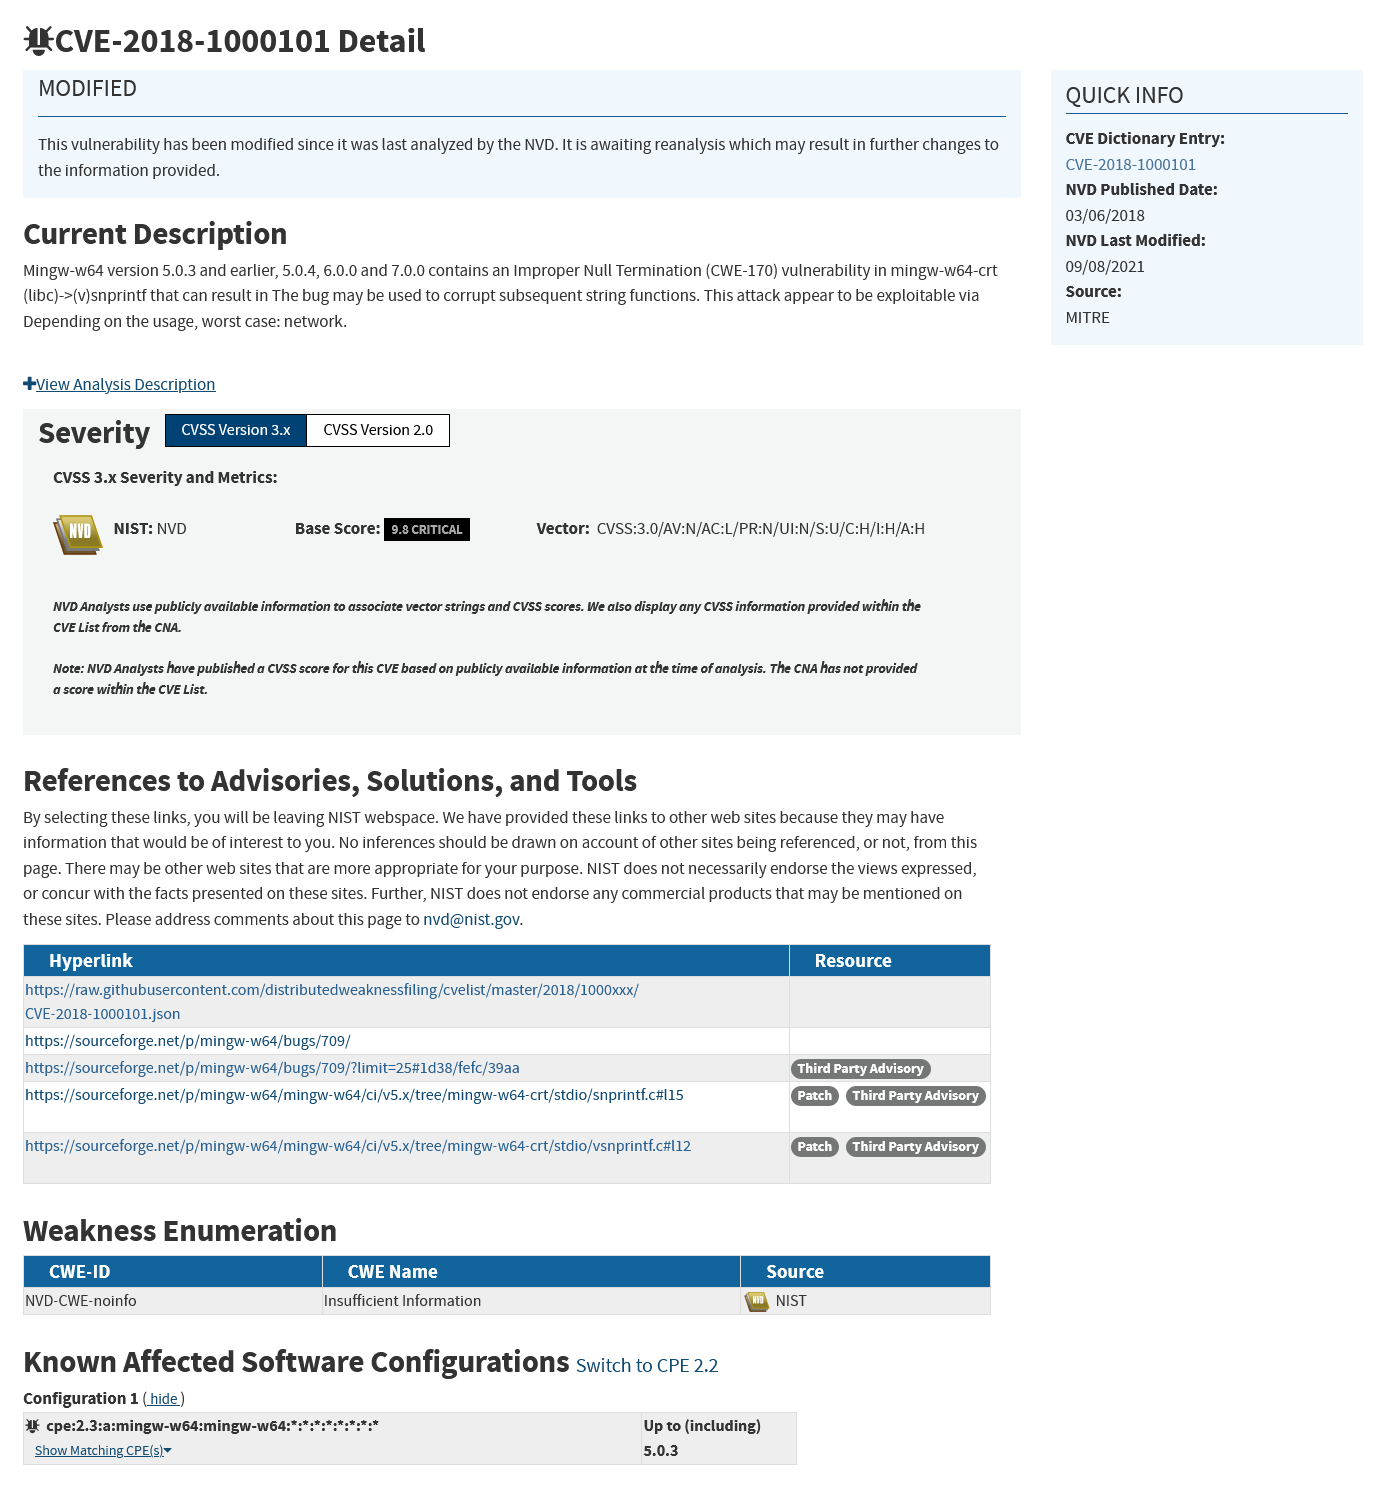 CVE-2018-1000101 Detail
MODIFIED
This vulnerability has been modified since it was last analyzed by the NVD. It is awaiting reanalysis which may result in further changes to
the information provided.
Current Description
Mingw-w64 version 5.0.3 and earlier, 5.0.4, 6.0.0 and 7.0.0 contains an Improper Null Termination (CWE-170) vulnerability in mingw-w64-crt
(libc)->(v)snprintf that can result in The bug may be used to corrupt subsequent string functions. This attack appear to be exploitable via
Depending on the usage, worst case: network.
View Analysis Description
Severity CVSS Version 3.x CVSS Version 2.0
CVSS 3.x Severity and Metrics:
NVD NIST: NVD Base Score: 9.8 CRITICAL Vector: CVSS:3.0/AV:N/AC:L/PR:N/UI:N/S:U/C:H/I:H/A:H
NVD Analysts use publicly available information to associate vector strings and CVSS scores. We also display any CVSS information provided within the
CVE List from the CNA.
Note: NVD Analysts have published a CVSS score for this CVE based on publicly available information at the time of analysis. The CNA has not provided
a score within the CVE List.
References to Advisories, Solutions, and Tools
By selecting these links, you will be leaving NIST webspace. We have provided these links to other web sites because they may have
information that would be of interest to you. No inferences should be drawn on account of other sites being referenced, or not, from this
page. There may be other web sites that are more appropriate for your purpose. NIST does not necessarily endorse the views expressed,
or concur with the facts presented on these sites. Further, NIST does not endorse any commercial products that may be mentioned on
these sites. Please address comments about this page to nvd@nist.gov.
Hyperlink Resource
https://raw.githubusercontent.com/distributedweaknessfiling/cvelist/master/2018/1000xxx/
CVE-2018-1000101.json
https://sourceforge.net/p/mingw-w64/bugs/709/
https://sourceforge.net/p/mingw-w64/bugs/709/?limit=25#1d38/fefc/39aa Third Party Advisory
https://sourceforge.net/p/mingw-w64/mingw-w64/ci/v5.x/tree/mingw-w64-crt/stdio/snprintf.c#l15 Patch Third Party Advisory
https://sourceforge.net/p/mingw-w64/mingw-w64/ci/v5.x/tree/mingw-w64-crt/stdio/vsnprintf.c#l12 Patch Third Party Advisory
Weakness Enumeration
CWE-ID CWE Name Source
NVD-CWE-noinfo Insufficient Information NVD NIST
Known Affected Software Configurations Switch to CPE 2.2
Configuration 1 ( hide )
cpe:2.3:a:mingw-w64:mingw-w64:*:*:*:*:*:*:*:* Up to (including)
Show Matching CPE(s) 5.0.3
QUICK INFO
CVE Dictionary Entry:
CVE-2018-1000101
NVD Published Date:
03/06/2018
NVD Last Modified:
09/08/2021
Source:
MITRE